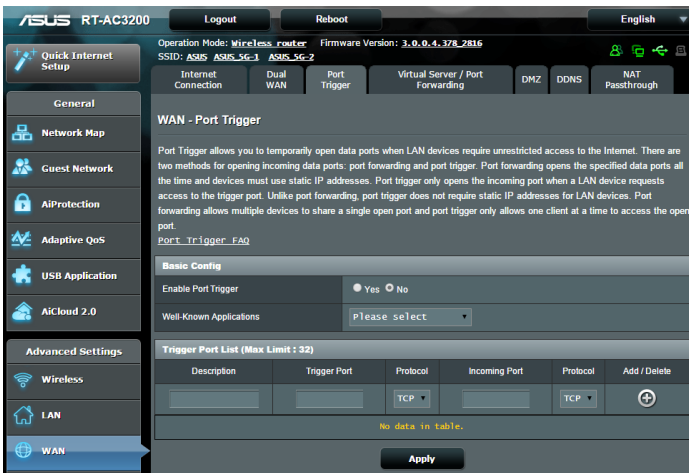 ASUS RT-AC3200 Logout Reboot English
Quick Internet Setup
Operation Mode: Wireless router Firmware Version: 3.0.0.4.378_2816
SSID: ASUS ASUS_5G-1 ASUS_5G-2
Internet Connection
Dual WAN
Port Trigger
Virtual Server / Port Forwarding
DMZ
DDNS
NAT Passthrough
General
Network Map
Guest Network
AiProtection
Adaptive QoS
USB Application
AiCloud 2.0
Advanced Settings
Wireless
LAN
WAN
WAN - Port Trigger
Port Trigger allows you to temporarily open data ports when LAN devices require unrestricted access to the Internet. There are
two methods for opening incoming data ports: port forwarding and port trigger. Port forwarding opens the specified data ports all
the time and devices must use static IP addresses. Port trigger only opens the incoming port when a LAN device requests
access to the trigger port. Unlike port forwarding, port trigger does not require static IP addresses for LAN devices. Port
forwarding allows multiple devices to share a single open port and port trigger only allows one client at a time to access the open
port.
Port Trigger FAQ
Basic Config
Enable Port Trigger Yes No
Well-Known Applications Please select
Trigger Port List (Max Limit : 32)
Description Trigger Port Protocol Incoming Port Protocol Add / Delete
TCP TCP
No data in table.
Apply